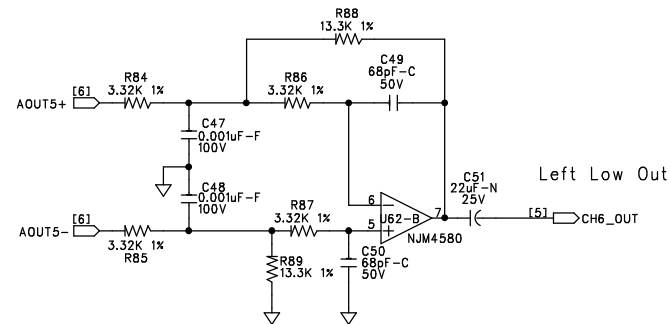 R88
13.3K 1%
C49
68pF-C
50V
[6]
R84
3.32K 1%
R86
3.32K 1%
AOUT5+
C47
0.001uF-F
100V
C48
0.001uF-F
100V
[6]
R87
3.32K 1%
AOUT5-
3.32K 1%
R85
R89
13.3K 1%
C50
68pF-C
50V
6
5
U62-B
7
NJM4580
C51
22uF-N
25V
Left Low Out
[5]
CH6_OUT